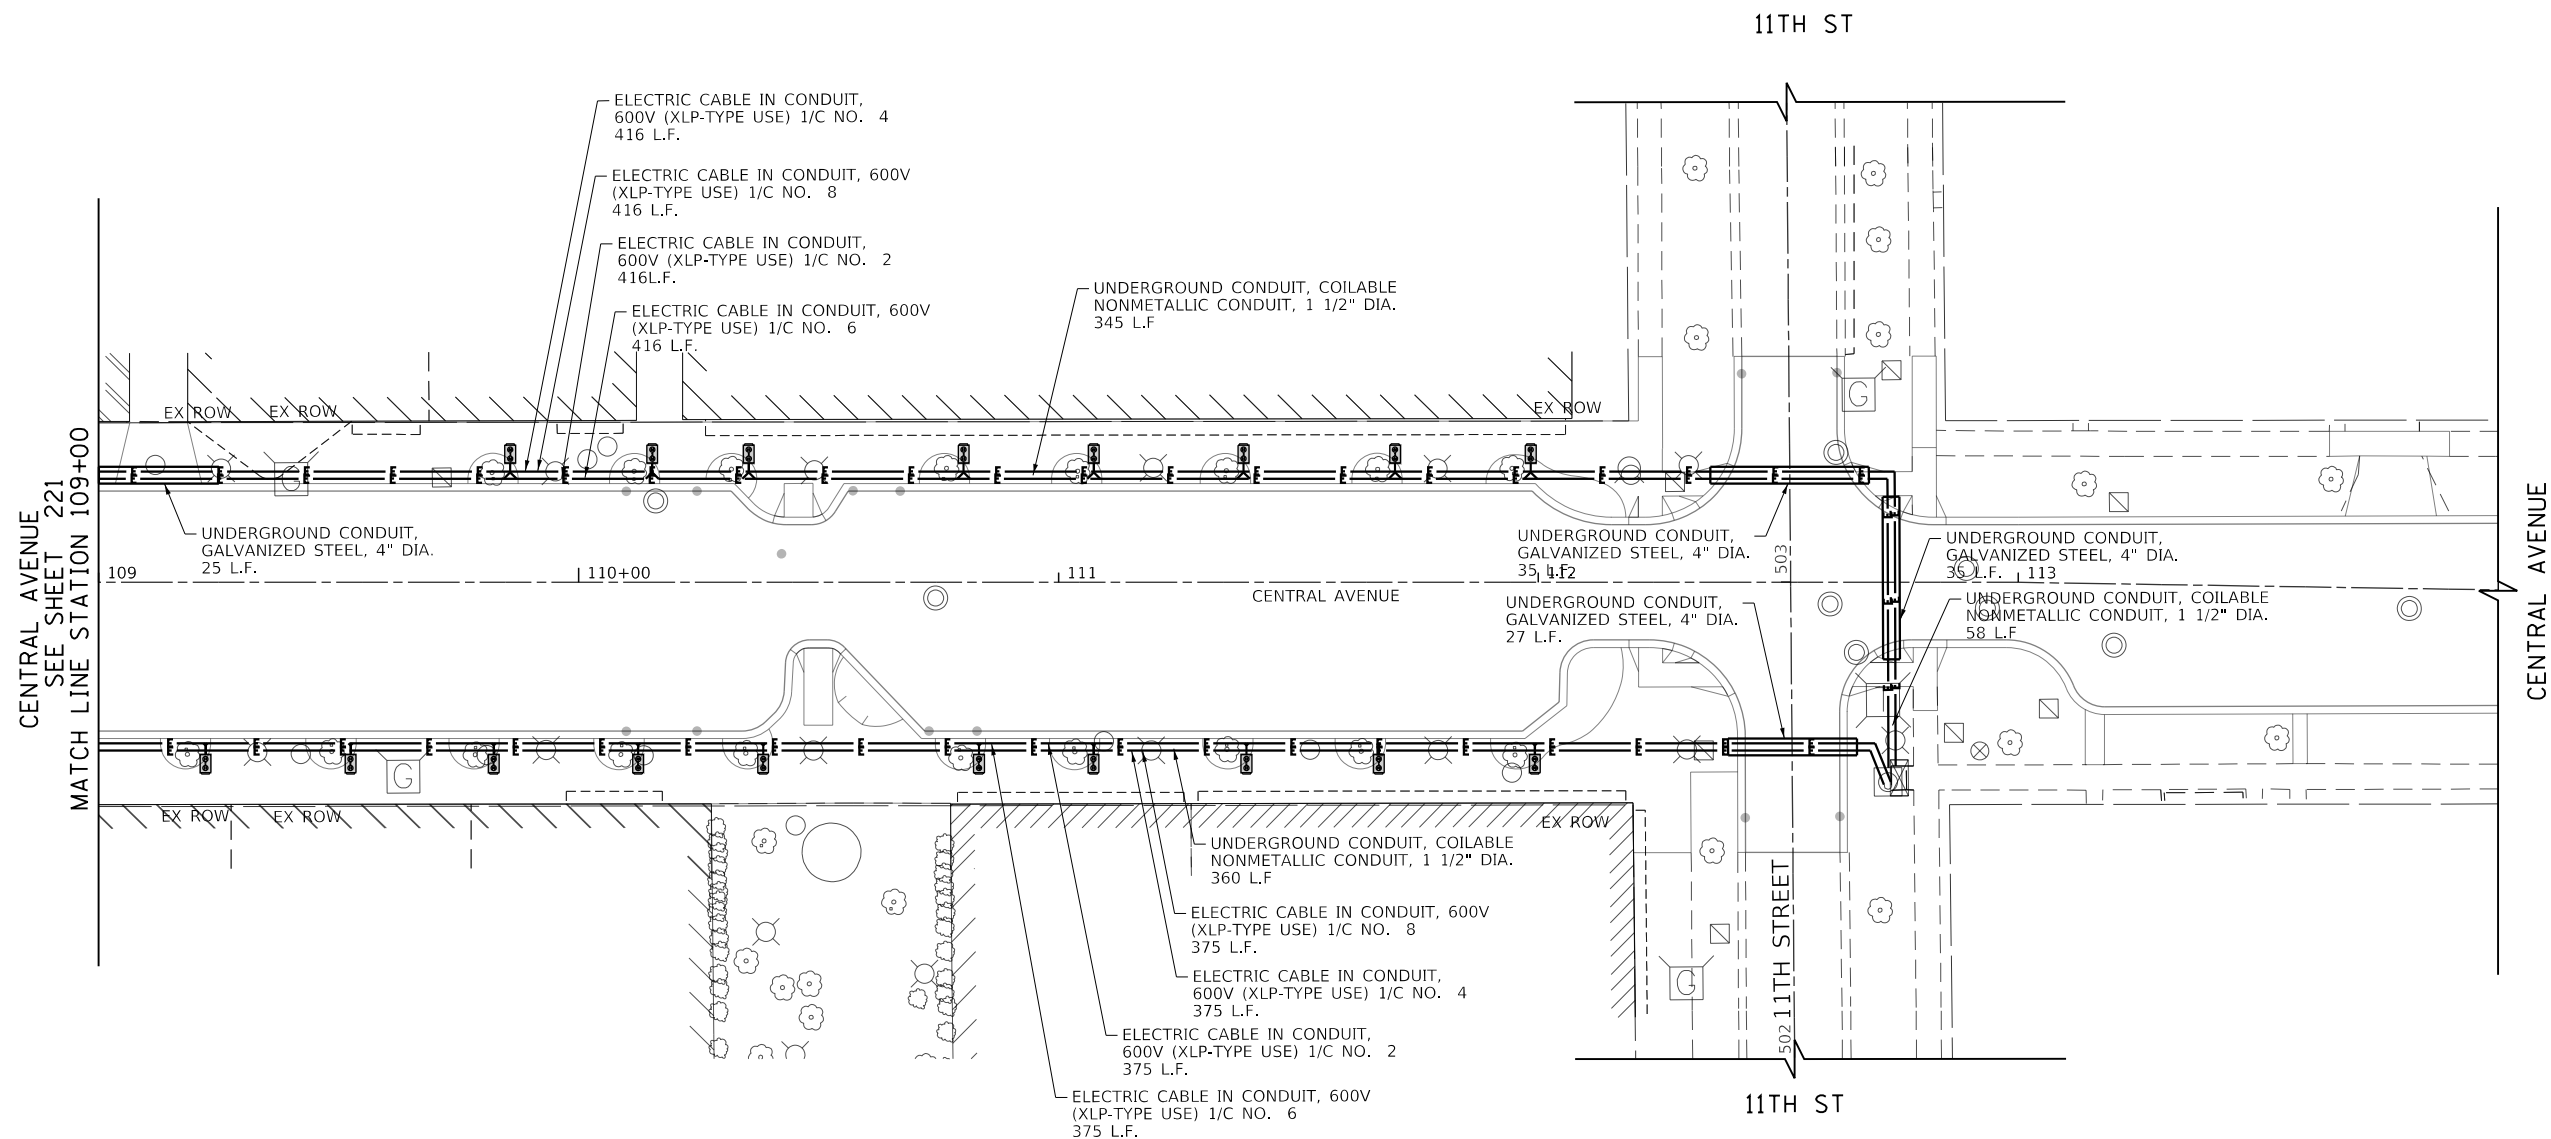 11TH ST
ELECTRIC CABLE IN CONDUIT,
600V (XLP-TYPE USE) 1/C NO. 4
416 L.F.
ELECTRIC CABLE IN CONDUIT, 600V
(XLP-TYPE USE) 1/C NO. 8
416 L.F.
ELECTRIC CABLE IN CONDUIT,
600V (XLP-TYPE USE) 1/C NO. 2
416L.F.
ELECTRIC CABLE IN CONDUIT, 600V
(XLP-TYPE USE) 1/C NO. 6
416 L.F.
UNDERGROUND CONDUIT, COILABLE
NONMETALLIC CONDUIT, 1 1/2" DIA.
345 L.F
EX ROW
EX ROW
EX ROW
G
G
CENTRAL AVENUE
SEE SHEET 221
MATCH LINE STATION 109+00
UNDERGROUND CONDUIT,
GALVANIZED STEEL, 4" DIA.
25 L.F.
UNDERGROUND CONDUIT,
GALVANIZED STEEL, 4" DIA.
35 L.F.
UNDERGROUND CONDUIT,
GALVANIZED STEEL, 4" DIA.
35 L.F.
109
110+00
111
112
113
503
CENTRAL AVENUE
UNDERGROUND CONDUIT,
GALVANIZED STEEL, 4" DIA.
27 L.F.
UNDERGROUND CONDUIT, COILABLE
NONMETALLIC CONDUIT, 1 1/2" DIA.
58 L.F
CENTRAL AVENUE
G
EX ROW
EX ROW
EX ROW
UNDERGROUND CONDUIT, COILABLE
NONMETALLIC CONDUIT, 1 1/2" DIA.
360 L.F
ELECTRIC CABLE IN CONDUIT, 600V
(XLP-TYPE USE) 1/C NO. 8
375 L.F.
ELECTRIC CABLE IN CONDUIT,
600V (XLP-TYPE USE) 1/C NO. 4
375 L.F.
ELECTRIC CABLE IN CONDUIT,
600V (XLP-TYPE USE) 1/C NO. 2
375 L.F.
ELECTRIC CABLE IN CONDUIT, 600V
(XLP-TYPE USE) 1/C NO. 6
375 L.F.
G
11TH STREET
502
11TH ST